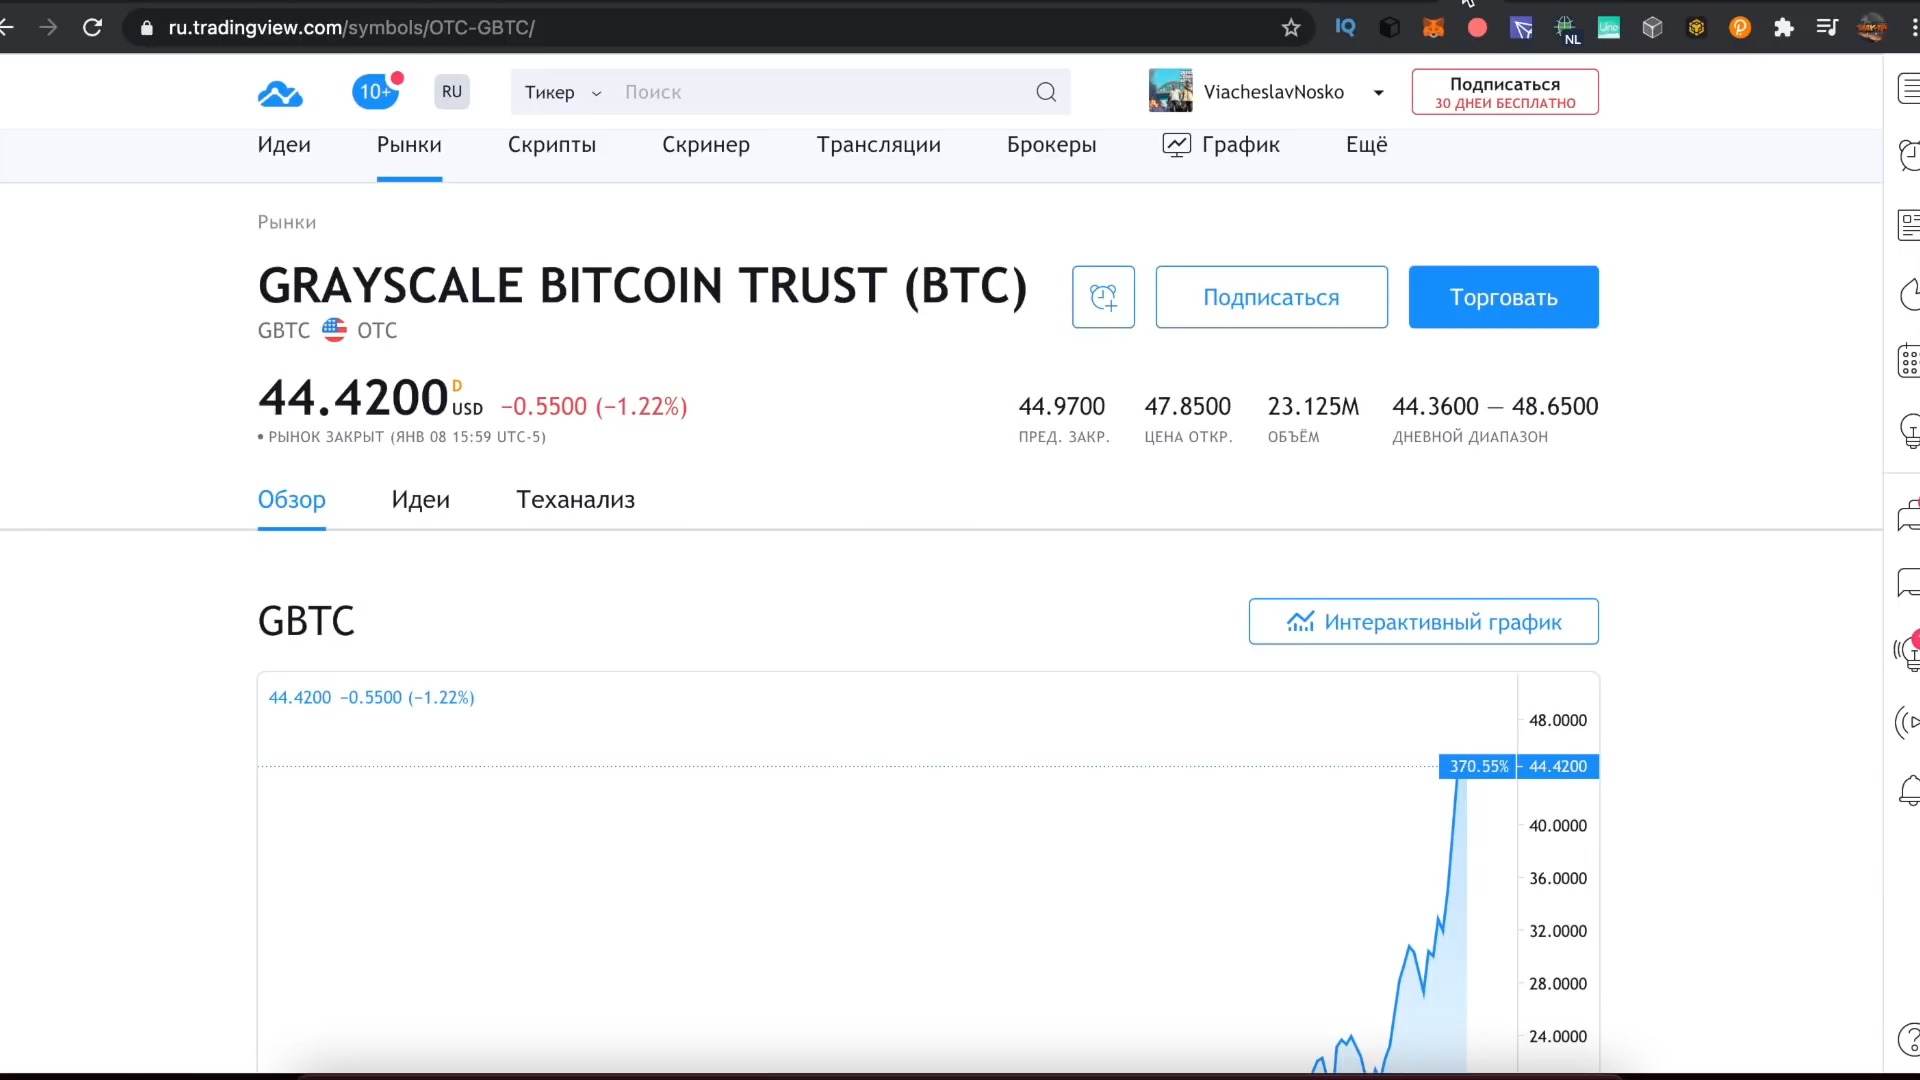 ru.tradingview.com/symbols/OTC-GBTC/
IQ
NL
Uno
10+
RU
Тикер
Поиск
ViacheslavNosko
Подписаться
30 ДНЕЙ БЕСПЛАТНО
Идеи
Рынки
Скрипты
Скринер
Трансляции
Брокеры
График
Ещё
Рынки
GRAYSCALE BITCOIN TRUST (BTC)
GBTC OTC
Подписаться
Торговать
44.4200 D USD −0.5500 (−1.22%)
• РЫНОК ЗАКРЫТ (ЯНВ 08 15:59 UTC-5)
44.9700
ПРЕД. ЗАКР.
47.8500
ЦЕНА ОТКР.
23.125M
ОБЪЁМ
44.3600 — 48.6500
ДНЕВНОЙ ДИАПАЗОН
Обзор
Идеи
Теханализ
GBTC
Интерактивный график
44.4200 −0.5500 (−1.22%)
48.0000
370.55% 44.4200
40.0000
36.0000
32.0000
28.0000
24.0000